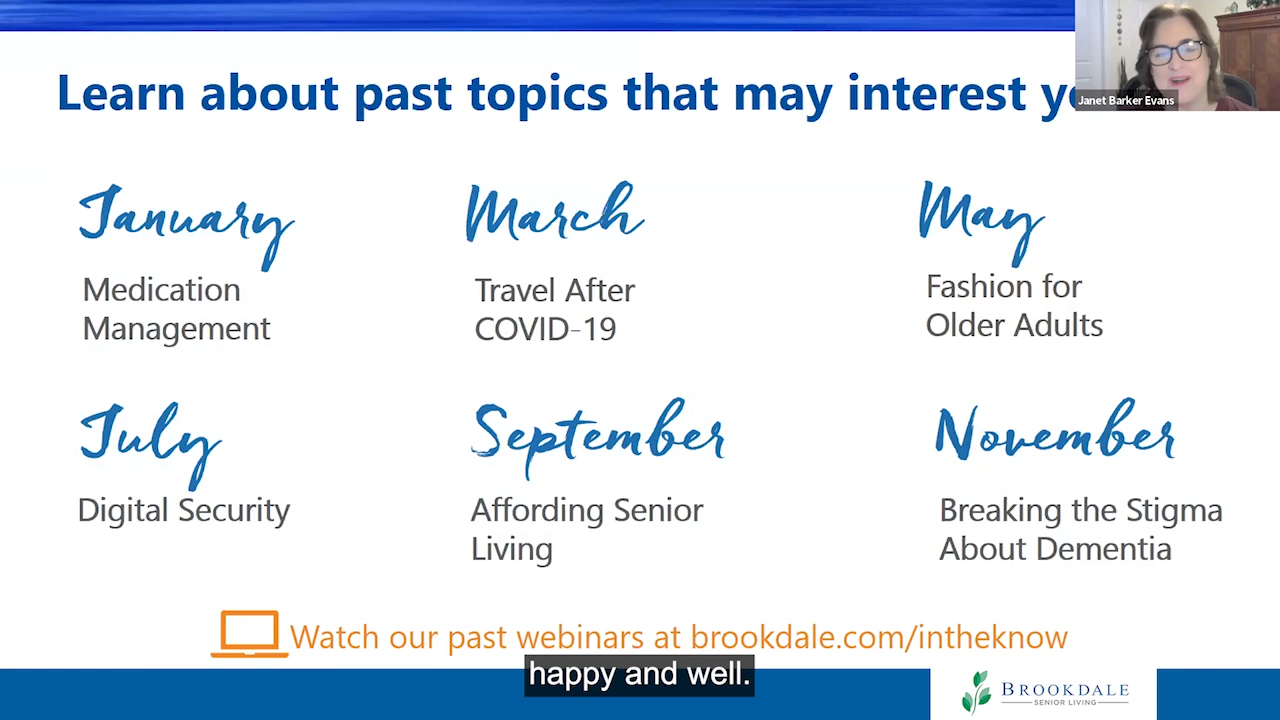 Learn about past topics that may interest
Janet Barker Evans
January
Medication
Management
March
Travel After
COVID-19
May
Fashion for
Older Adults
July
Digital Security
September
Affording Senior
Living
November
Breaking the Stigma
About Dementia
Watch our past webinars at brookdale.com/intheknow
happy and well.
BROOKDALE
SENIOR LIVING